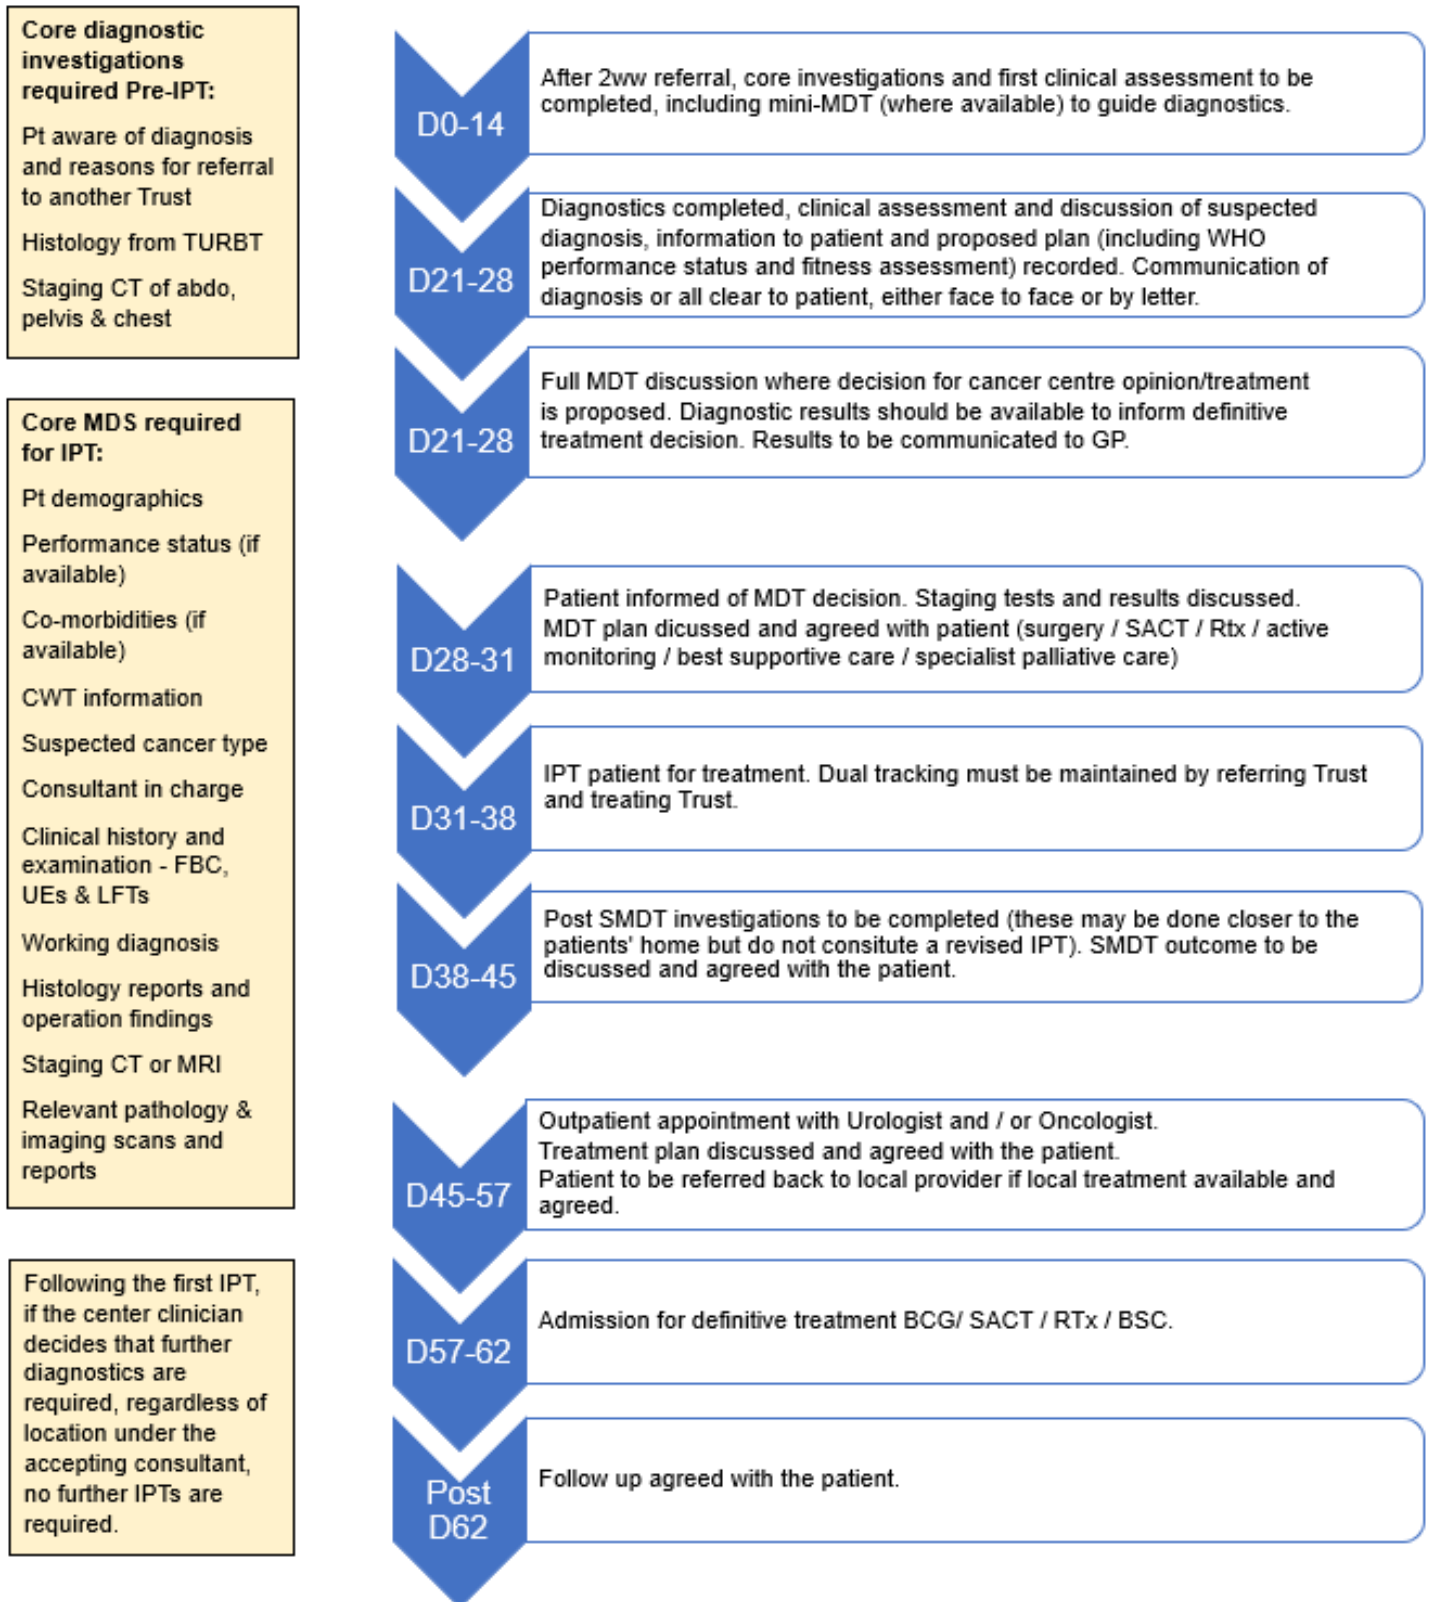 Core diagnostic
investigations
required Pre-IPT:
Pt aware of diagnosis
and reasons for referral
to another Trust
Histology from TURBT
Staging CT of abdo,
pelvis & chest
Core MDS required
for IPT:
Pt demographics
Performance status (if
available)
Co-morbidities (if
available)
CWT information
Suspected cancer type
Consultant in charge
Clinical history and
examination - FBC,
UEs & LFTs
Working diagnosis
Histology reports and
operation findings
Staging CT or MRI
Relevant pathology &
imaging scans and
reports
Following the first IPT,
if the center clinician
decides that further
diagnostics are
required, regardless of
location under the
accepting consultant,
no further IPTs are
required.
D0-14
After 2ww referral, core investigations and first clinical assessment to be
completed, including mini-MDT (where available) to guide diagnostics.
D21-28
Diagnostics completed, clinical assessment and discussion of suspected
diagnosis, information to patient and proposed plan (including WHO
performance status and fitness assessment) recorded. Communication of
diagnosis or all clear to patient, either face to face or by letter.
D21-28
Full MDT discussion where decision for cancer centre opinion/treatment
is proposed. Diagnostic results should be available to inform definitive
treatment decision. Results to be communicated to GP.
D28-31
Patient informed of MDT decision. Staging tests and results discussed.
MDT plan dicussed and agreed with patient (surgery / SACT / Rtx / active
monitoring / best supportive care / specialist palliative care)
D31-38
IPT patient for treatment. Dual tracking must be maintained by referring Trust
and treating Trust.
D38-45
Post SMDT investigations to be completed (these may be done closer to the
patients' home but do not consitute a revised IPT). SMDT outcome to be
discussed and agreed with the patient.
D45-57
Outpatient appointment with Urologist and / or Oncologist.
Treatment plan discussed and agreed with the patient.
Patient to be referred back to local provider if local treatment available and
agreed.
D57-62
Admission for definitive treatment BCG/ SACT / RTx / BSC.
Post
D62
Follow up agreed with the patient.